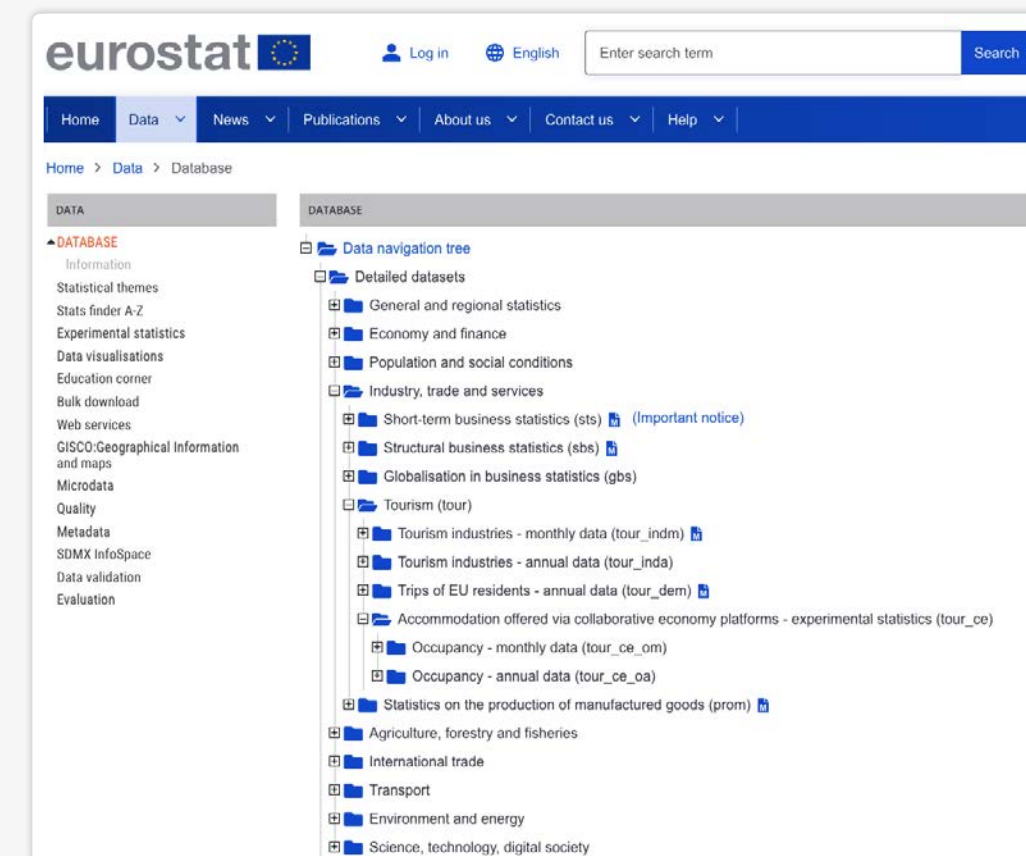 eurostat
Log in
English
Enter search term
Search
Home
Data
News
Publications
About us
Contact us
Help
Home > Data > Database
DATA
DATABASE
Information
Statistical themes
Stats finder A-Z
Experimental statistics
Data visualisations
Education corner
Bulk download
Web services
GISCO:Geographical Information
and maps
Microdata
Quality
Metadata
SDMX InfoSpace
Data validation
Evaluation
DATABASE
Data navigation tree
Detailed datasets
General and regional statistics
Economy and finance
Population and social conditions
Industry, trade and services
Short-term business statistics (sts) M (Important notice)
Structural business statistics (sbs) M
Globalisation in business statistics (gbs)
Tourism (tour)
Tourism industries - monthly data (tour_indm) M
Tourism industries - annual data (tour_inda)
Trips of EU residents - annual data (tour_dem) M
Accommodation offered via collaborative economy platforms - experimental statistics (tour_ce)
Occupancy - monthly data (tour_ce_om)
Occupancy - annual data (tour_ce_oa)
Statistics on the production of manufactured goods (prom) M
Agriculture, forestry and fisheries
International trade
Transport
Environment and energy
Science, technology, digital society